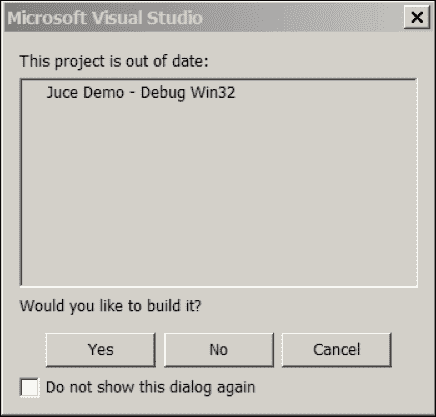 Microsoft Visual Studio
This project is out of date:
Juce Demo - Debug Win32
Would you like to build it?
Yes No Cancel
Do not show this dialog again